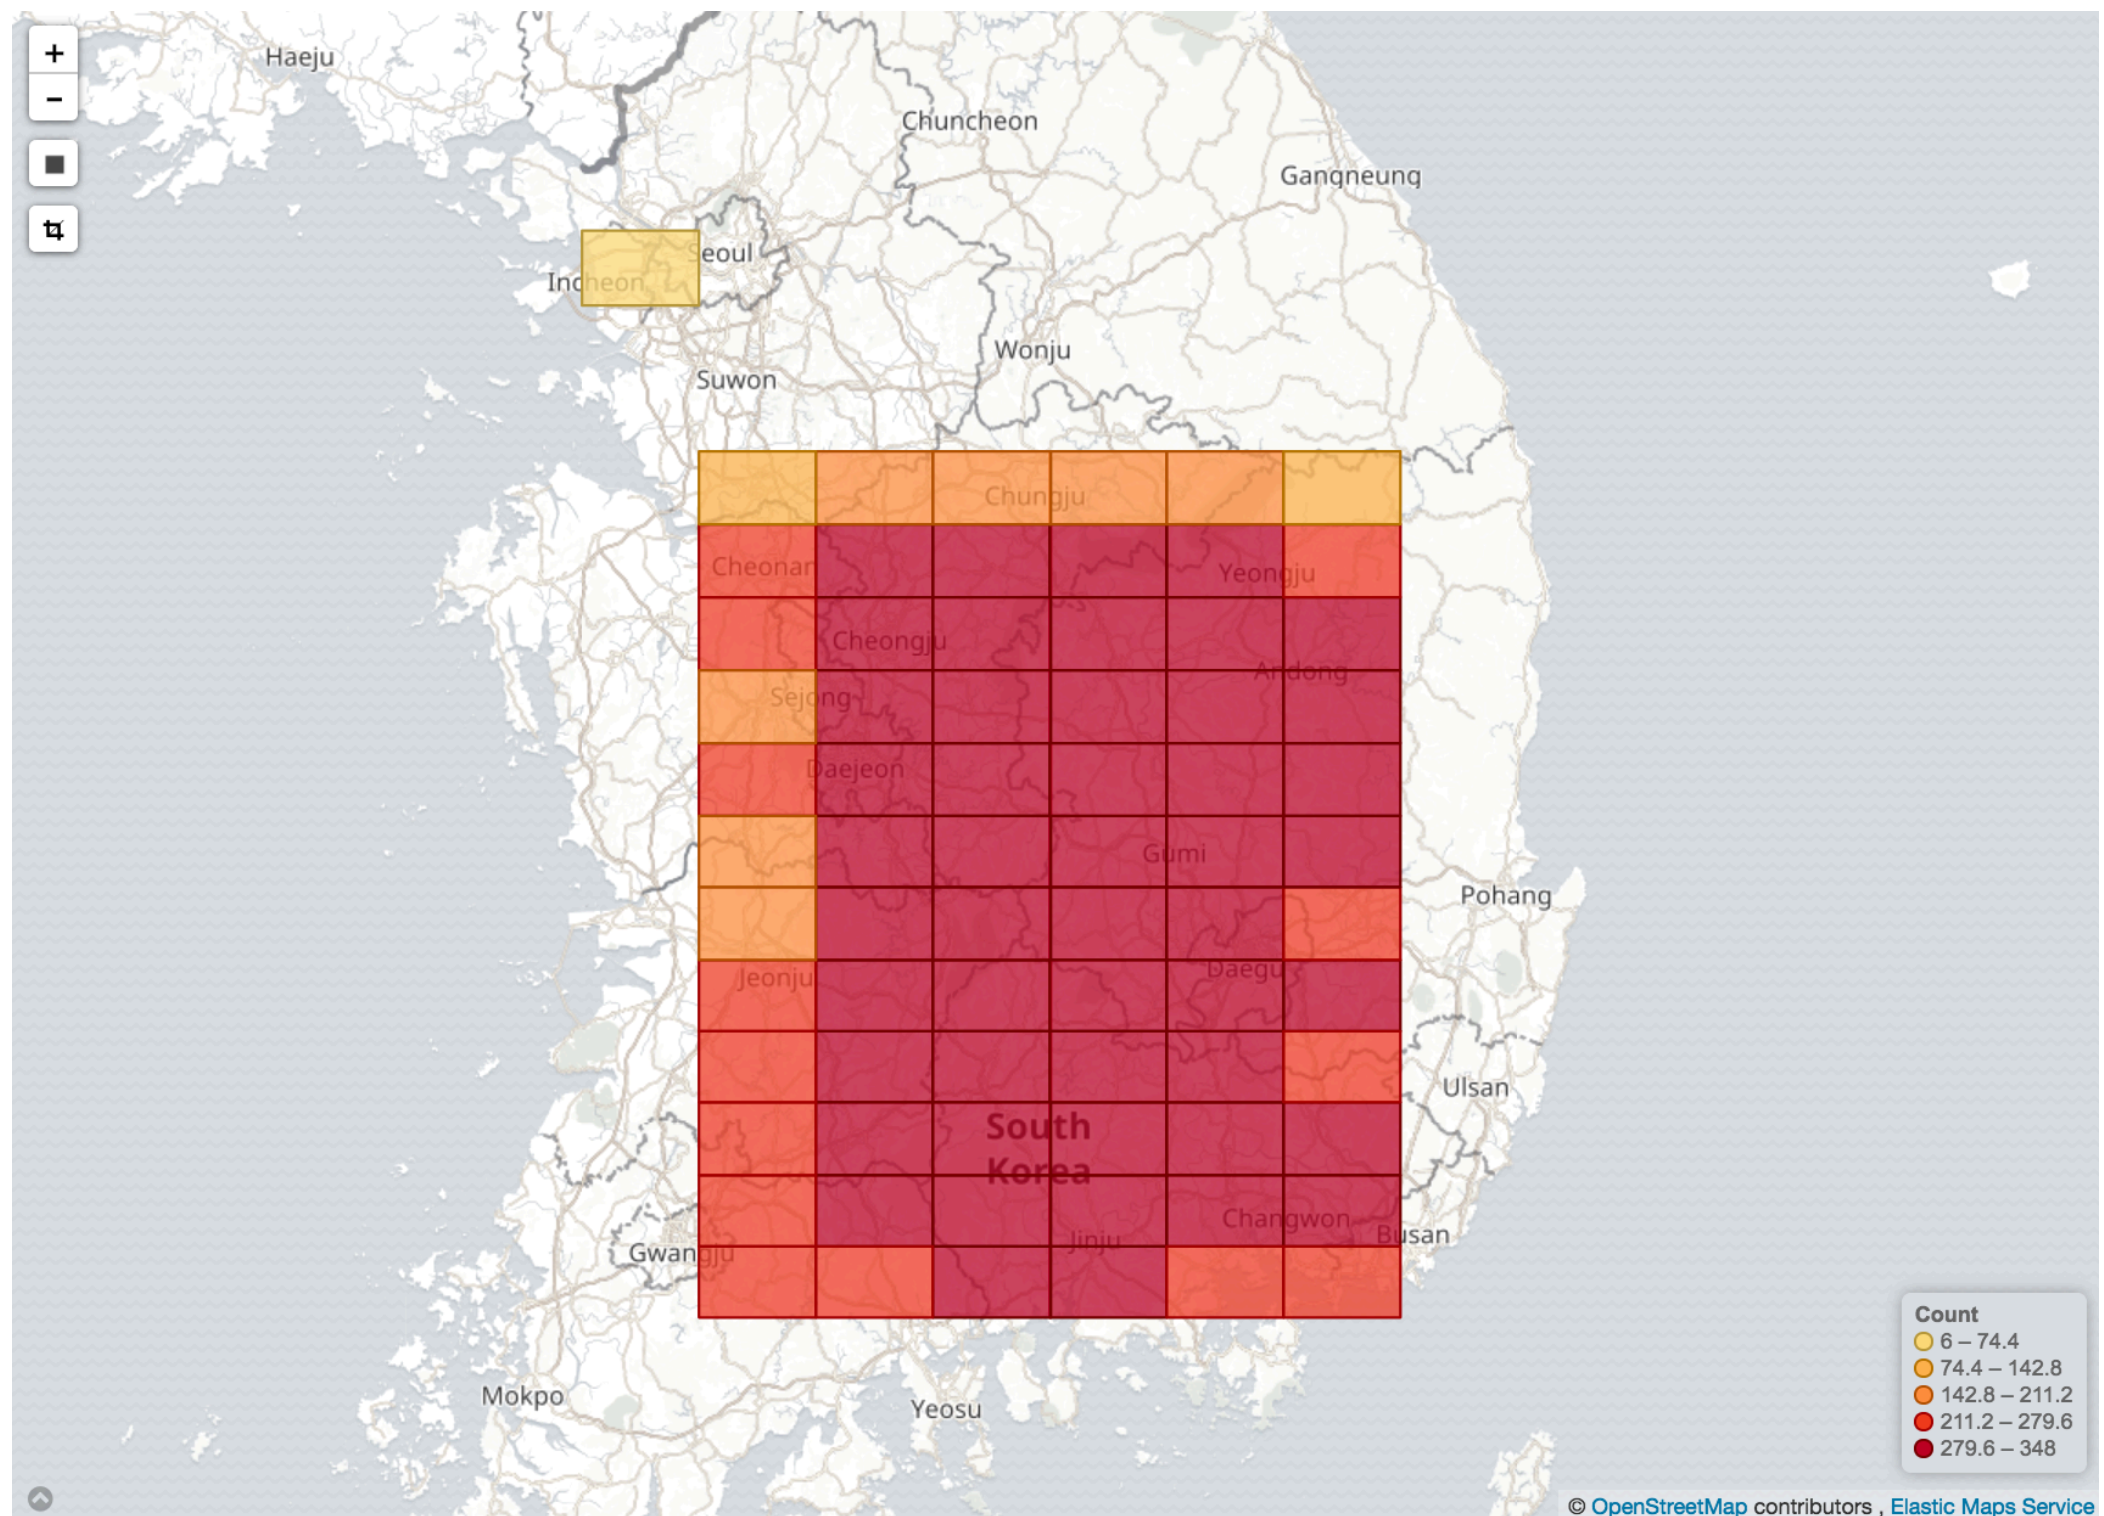 +
−
Haeju
Chuncheon
Gangneung
Seoul
Incheon
Wonju
Suwon
Chungju
Cheonan
Yeongju
Cheongju
Andong
Sejong
Daejeon
Gumi
Pohang
Daegu
Jeonju
Ulsan
South
Korea
Changwon
Busan
Jinju
Gwangju
Mokpo
Yeosu
Count
6 – 74.4
74.4 – 142.8
142.8 – 211.2
211.2 – 279.6
279.6 – 348
© OpenStreetMap contributors , Elastic Maps Service